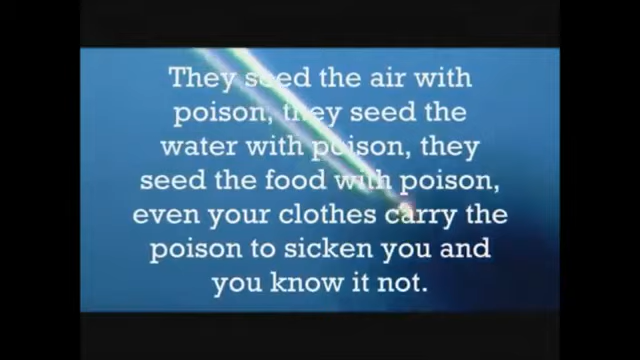 They seed the air with
poison, they seed the
water with poison, they
seed the food with poison,
even your clothes carry the
poison to sicken you and
you know it not.